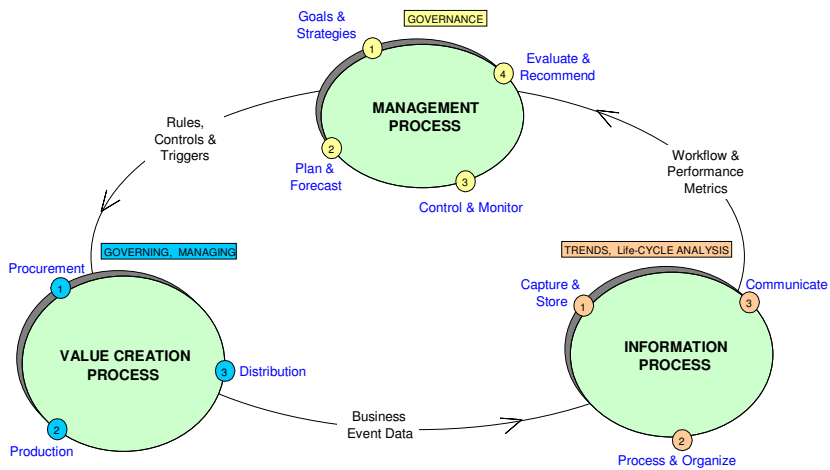 Goals &
Strategies
GOVERNANCE
1
Evaluate &
Recommend
4
MANAGEMENT
PROCESS
Rules,
Controls &
Triggers
2
Plan &
Forecast
3
Control & Monitor
Workflow &
Performance
Metrics
GOVERNING, MANAGING
TRENDS, Life-CYCLE ANALYSIS
Procurement
1
VALUE CREATION
PROCESS
3
Distribution
2
Production
Business
Event Data
Capture &
Store
1
Communicate
3
INFORMATION
PROCESS
2
Process & Organize